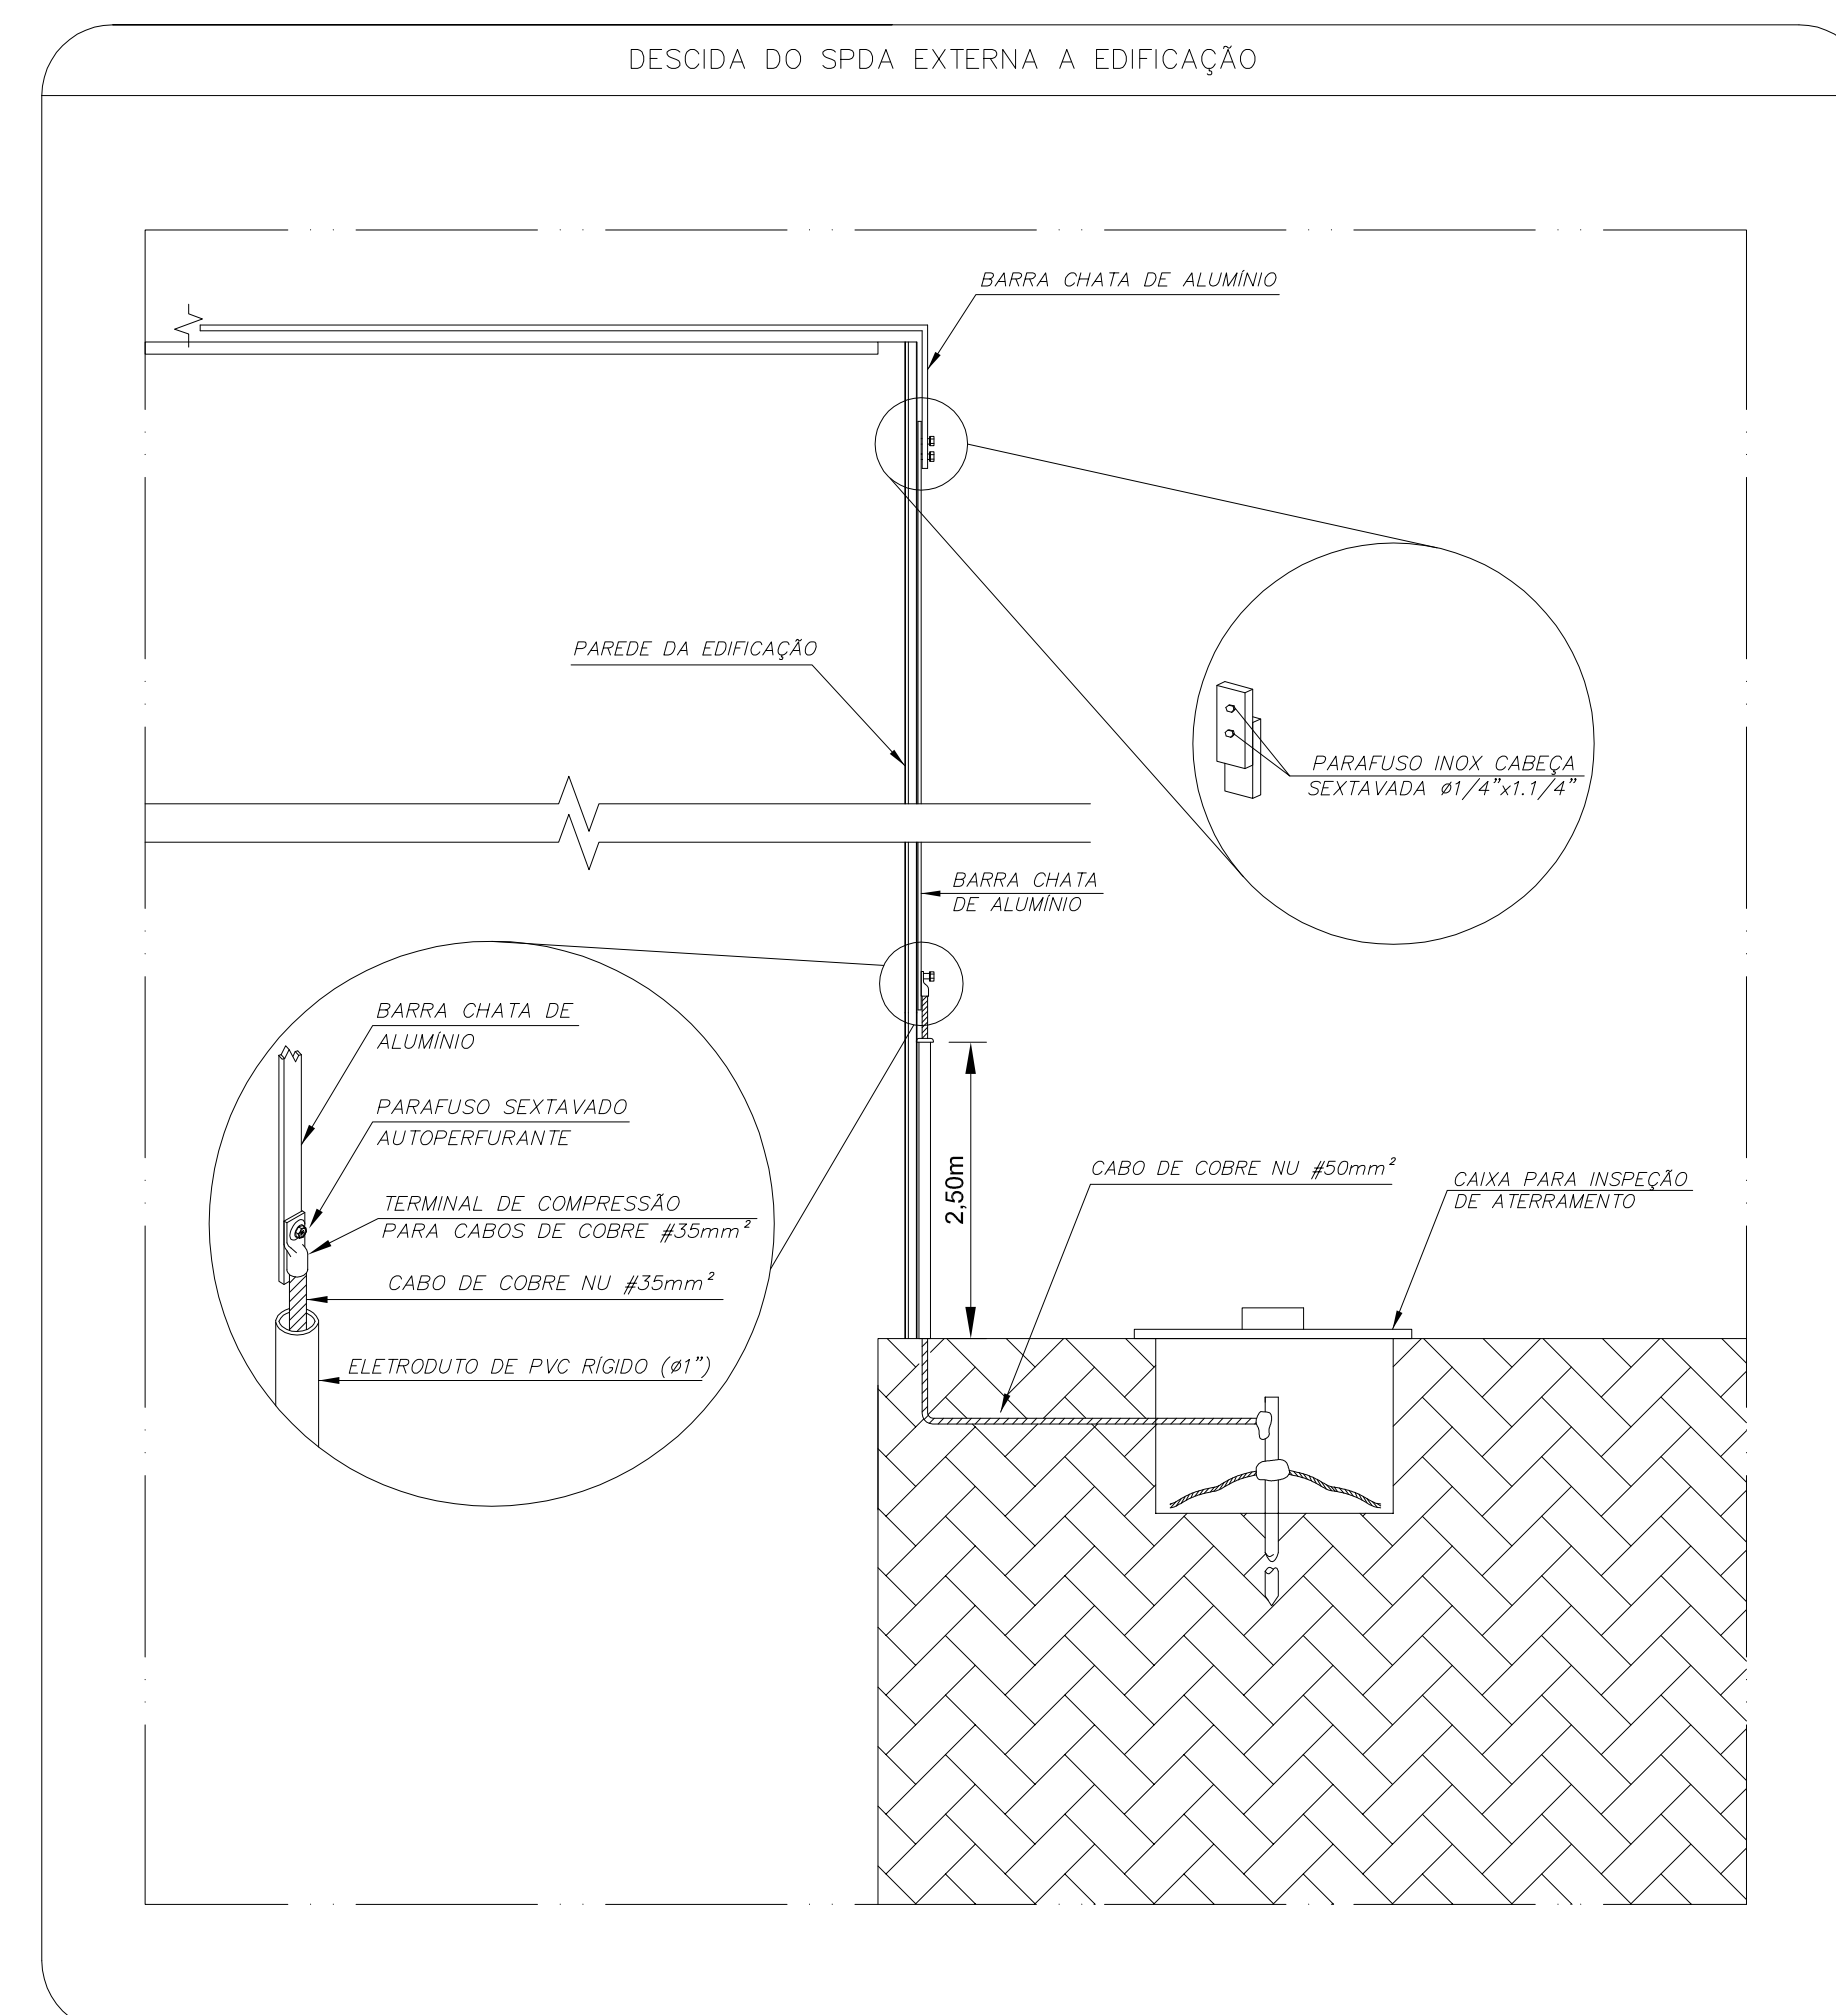 DESCIDA DO SPDA EXTERNA A EDIFICAÇÃO
BARRA CHATA DE ALUMÍNIO
PAREDE DA EDIFICAÇÃO
PARAFUSO INOX CABEÇA
SEXTAVADA ø1/4"x1.1/4"
BARRA CHATA
DE ALUMÍNIO
BARRA CHATA DE
ALUMÍNIO
PARAFUSO SEXTAVADO
AUTOPERFURANTE
TERMINAL DE COMPRESSÃO
PARA CABOS DE COBRE #35mm²
CABO DE COBRE NU #35mm²
ELETRODUTO DE PVC RÍGIDO (ø1")
2,50m
CABO DE COBRE NU #50mm²
CAIXA PARA INSPEÇÃO
DE ATERRAMENTO